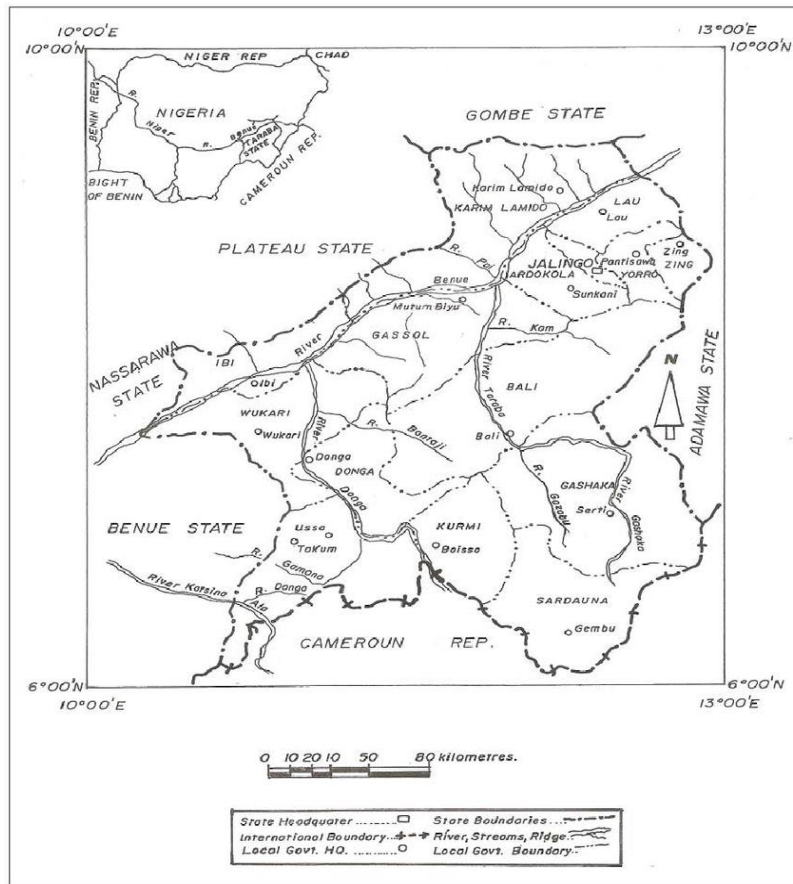 10°00'E
13°00'E
10°00'N
10°00'N
NIGER REP
CHAD
BENIN REP.
R.
Niger
NIGERIA
R. Benue
TARABA
STATE
CAMEROUN REP.
BIGHT
OF BENIN
GOMBE STATE
Karim Lamido
KARIM LAMIDO
LAU
Lau
PLATEAU STATE
R. Pai
JALINGO
ARDOKOLA
Pantisawa
YORRO
Zing
ZING
Sunkani
River Benue
Mutum Biyu
GASSOL
R. Kam
NASSARAWA
STATE
IBI
Ibi
River Taraba
BALI
N
ADAMAWA STATE
WUKARI
Wukari
River Donga
R. Bantaji
Bali
Donga
DONGA
GASHAKA
R. Gazabu
Serti
River Gashaka
BENUE STATE
Ussa
Takum
KURMI
Baissa
R. Gamana
River Katsina Ala
R. Donga
SARDAUNA
Gembu
CAMEROUN REP.
6°00'N
6°00'N
10°00'E
13°00'E
0 10 20 10 50 80 kilometres.
State Headquater
State Boundaries
International Boundary
River, Streams, Ridge
Local Govt. HQ.
Local Govt. Boundary